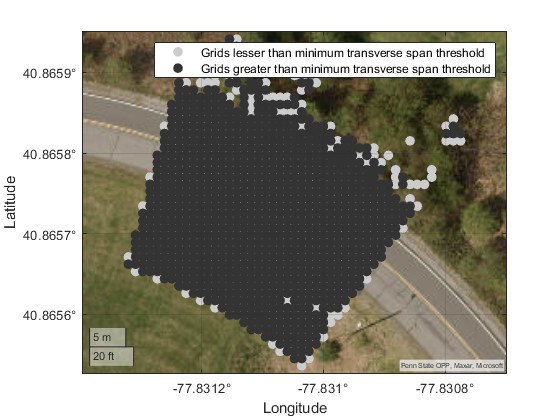 Grids lesser than minimum transverse span threshold
Grids greater than minimum transverse span threshold
40.8659°
40.8658°
40.8657°
40.8656°
Latitude
5 m
20 ft
Penn State OPP, Maxar, Microsoft
-77.8312°
-77.831°
-77.8308°
Longitude